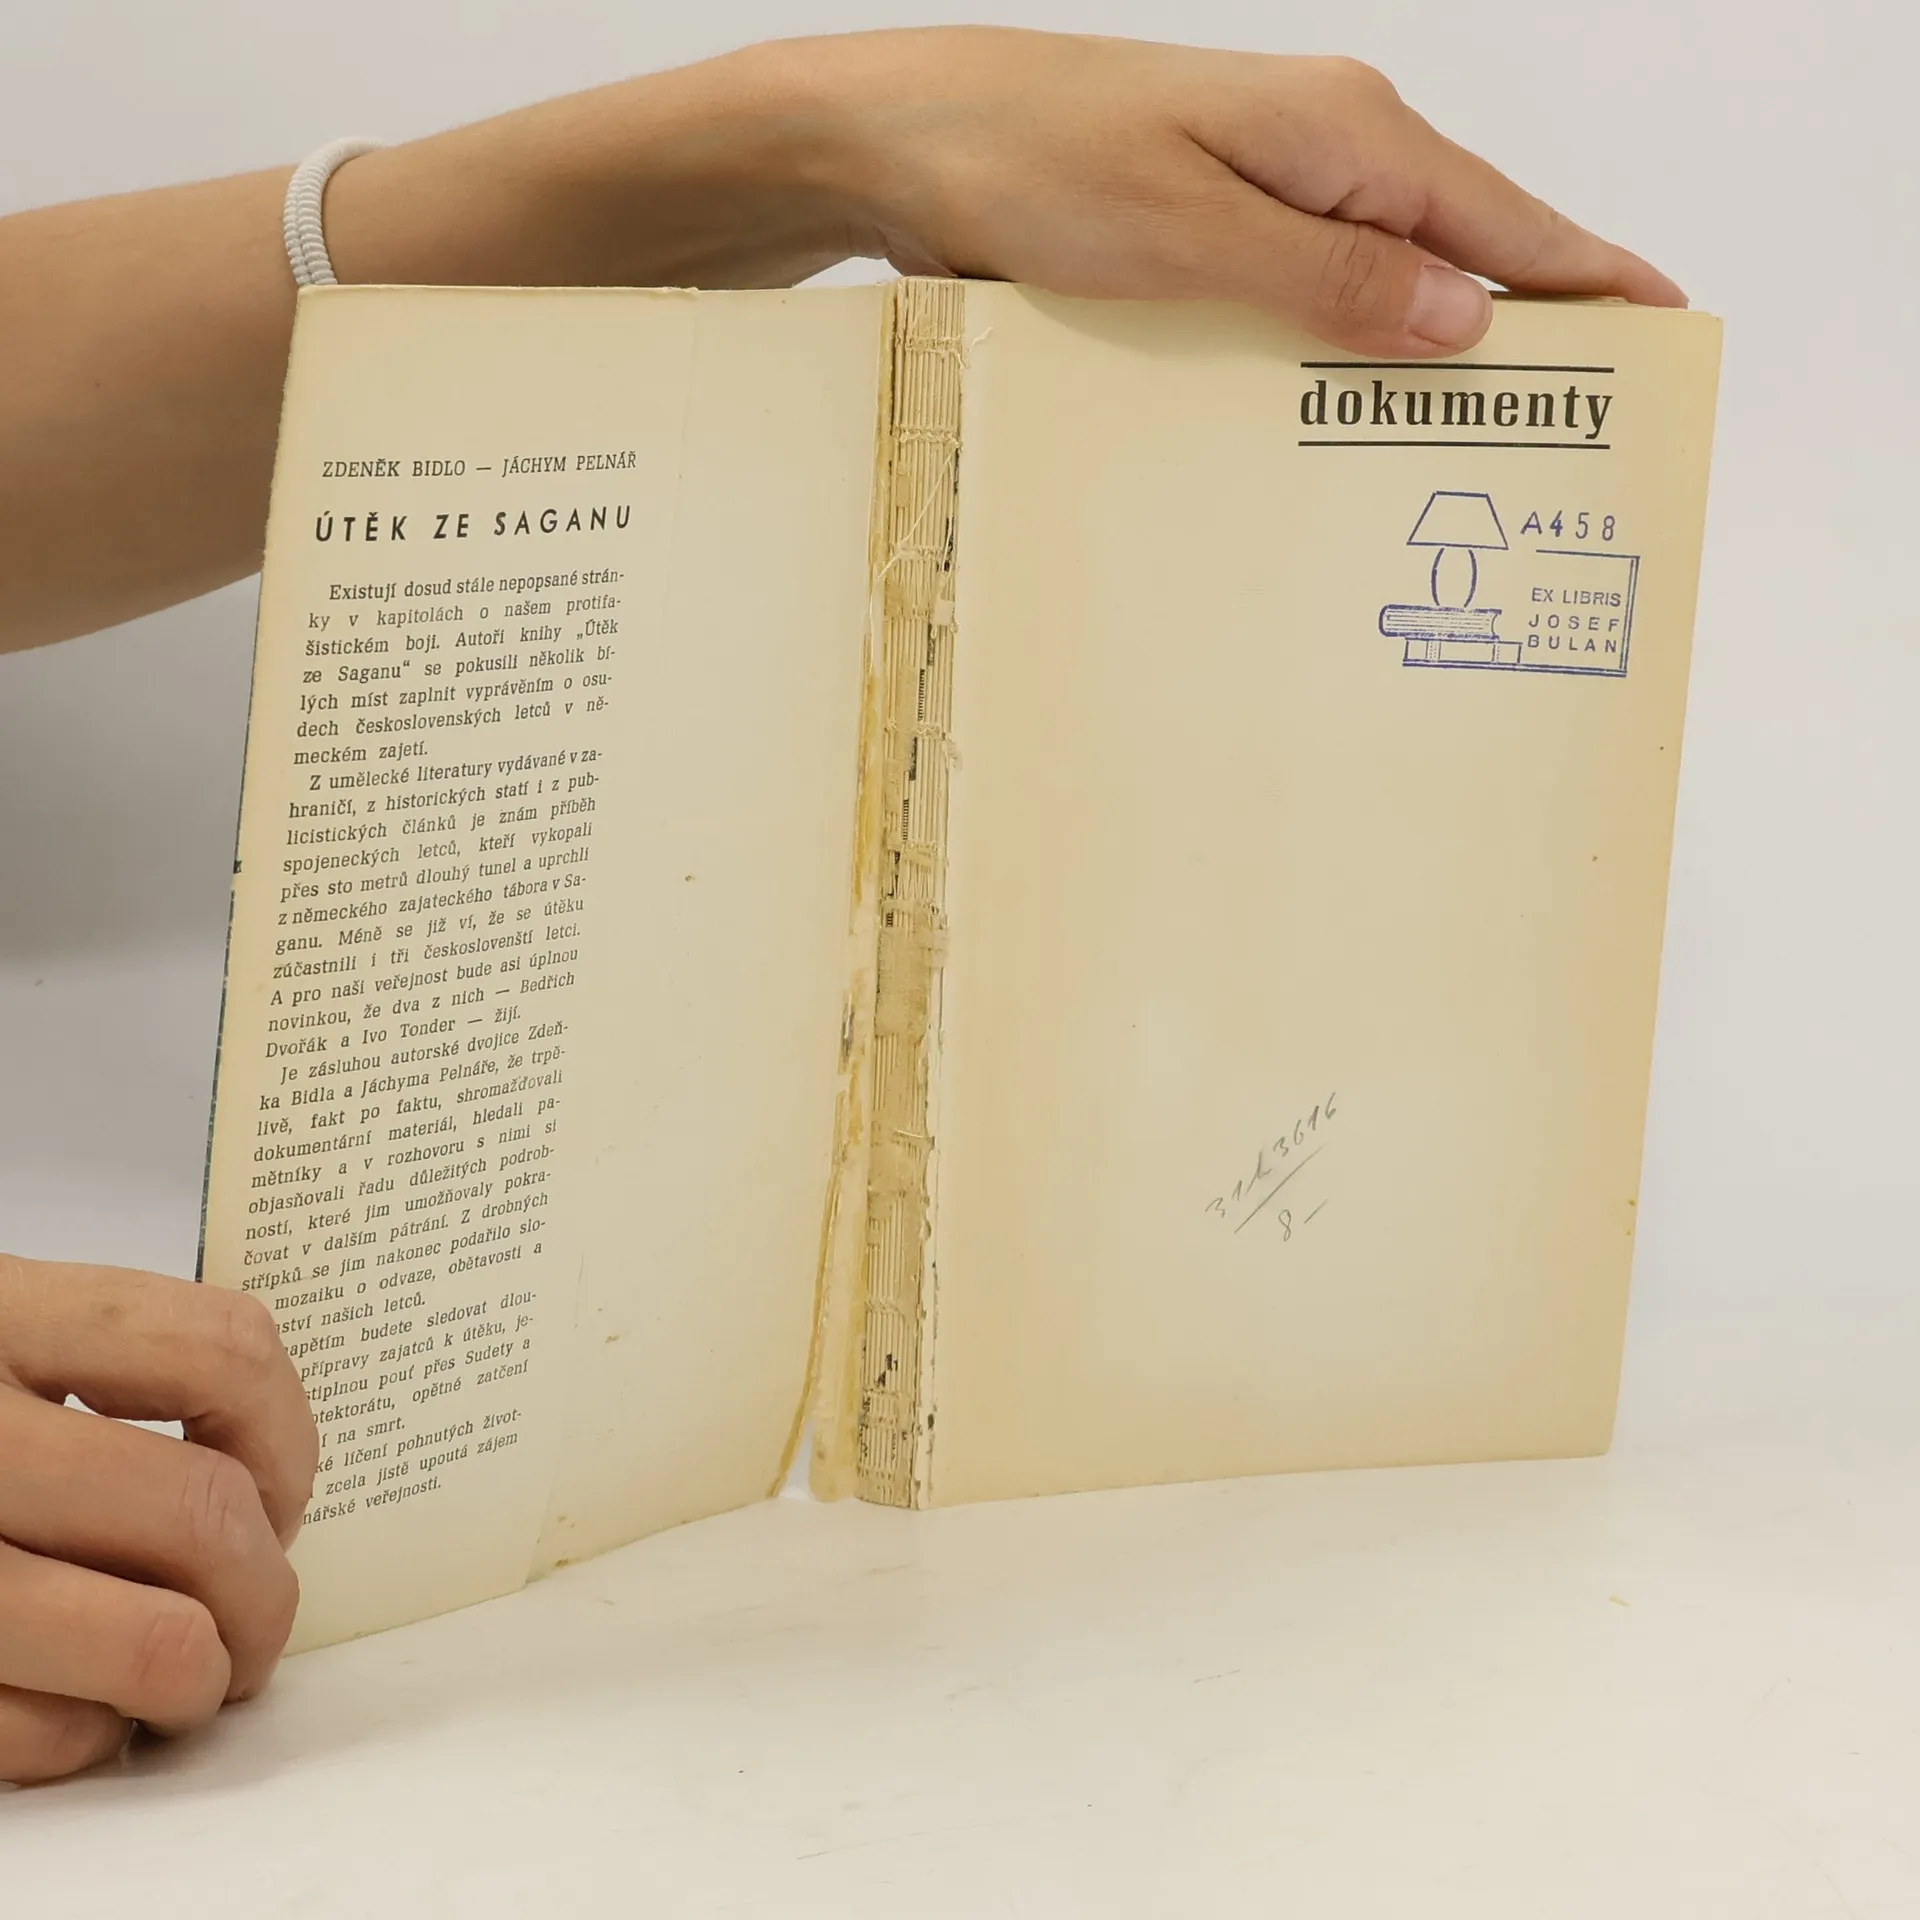 ZDENĚK BIDLO — JÁCHYM PELNÁŘ
ÚTĚK ZE SAGANU
Existují dosud stále nepopsané strán-
ky v kapitolách o našem protifa-
šistickém boji. Autoři knihy „Útěk
ze Saganu“ se pokusili několik bí-
lých míst zaplnit vyprávěním o osu-
dech československých letců v ně-
meckém zajetí.
Z umělecké literatury vydávané v za-
hraničí, z historických statí i z pub-
licistických článků je znám příběh
spojeneckých letců, kteří vykopali
přes sto metrů dlouhý tunel a uprchli
z německého zajateckého tábora v Sa-
ganu. Méně se již ví, že se útěku
zúčastnili i tři českoslovenští letci.
A pro naši veřejnost bude asi úplnou
novinkou, že dva z nich — Bedřich
Dvořák a Ivo Tonder — žijí.
Je zásluhou autorské dvojice Zdeň-
ka Bidla a Jáchyma Pelnáře, že trpě-
livě, fakt po faktu, shromažďovali
dokumentární materiál, hledali pa-
mětníky a v rozhovoru s nimi si
objasňovali řadu důležitých podrob-
ností, které jim umožňovaly pokra-
čovat v dalším pátrání. Z drobných
střípků se jim nakonec podařilo slo-
mozaiku o odvaze, obětavosti a
nství našich letců.
napětím budete sledovat dlou-
přípravy zajatců k útěku, je-
stiplnou pouť přes Sudety a
otektorátu, opětné zatčení
í na smrt.
ké líčení pohnutých život-
zcela jistě upoutá zájem
nářské veřejnosti.
dokumenty
A458
EX LIBRIS
JOSEF
BULAN
8–